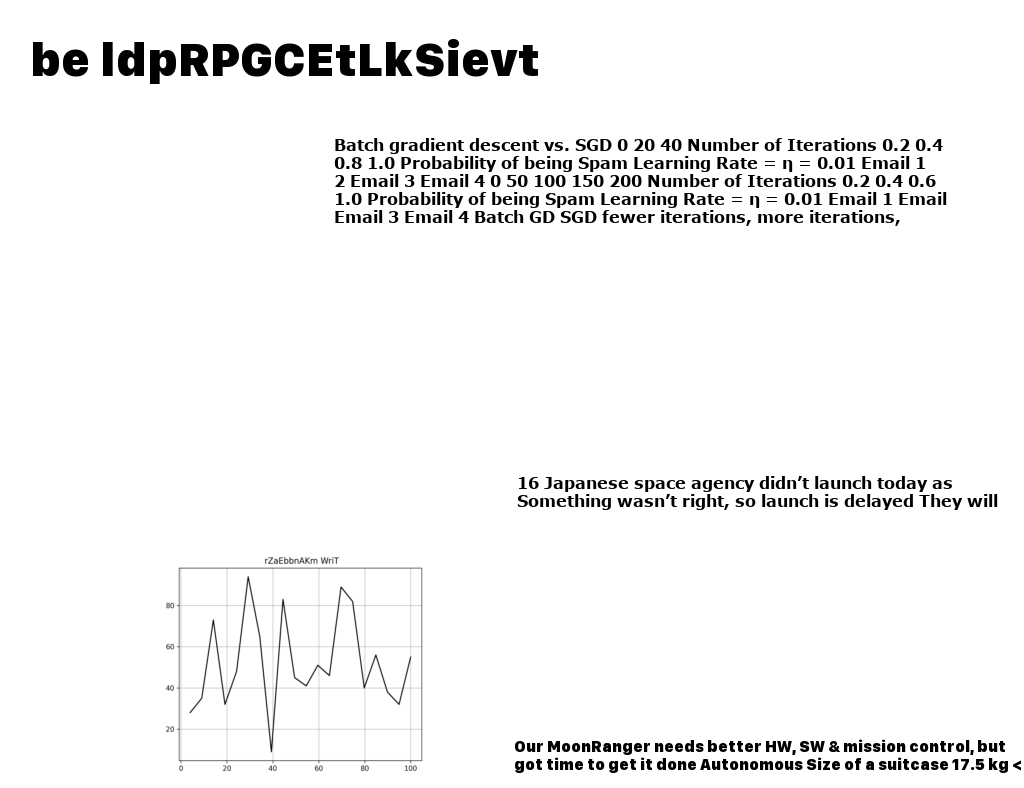 be ldpRPGCEtLkSievt
Batch gradient descent vs. SGD 0 20 40 Number of Iterations 0.2 0.4
0.8 1.0 Probability of being Spam Learning Rate = η = 0.01 Email 1
2 Email 3 Email 4 0 50 100 150 200 Number of Iterations 0.2 0.4 0.6
1.0 Probability of being Spam Learning Rate = η = 0.01 Email 1 Email
Email 3 Email 4 Batch GD SGD fewer iterations, more iterations,
16 Japanese space agency didn’t launch today as
Something wasn’t right, so launch is delayed They will
rZaEbbnAKm WriT
80
60
40
20
0 20 40 60 80 100
Our MoonRanger needs better HW, SW & mission control, but
got time to get it done Autonomous Size of a suitcase 17.5 kg <